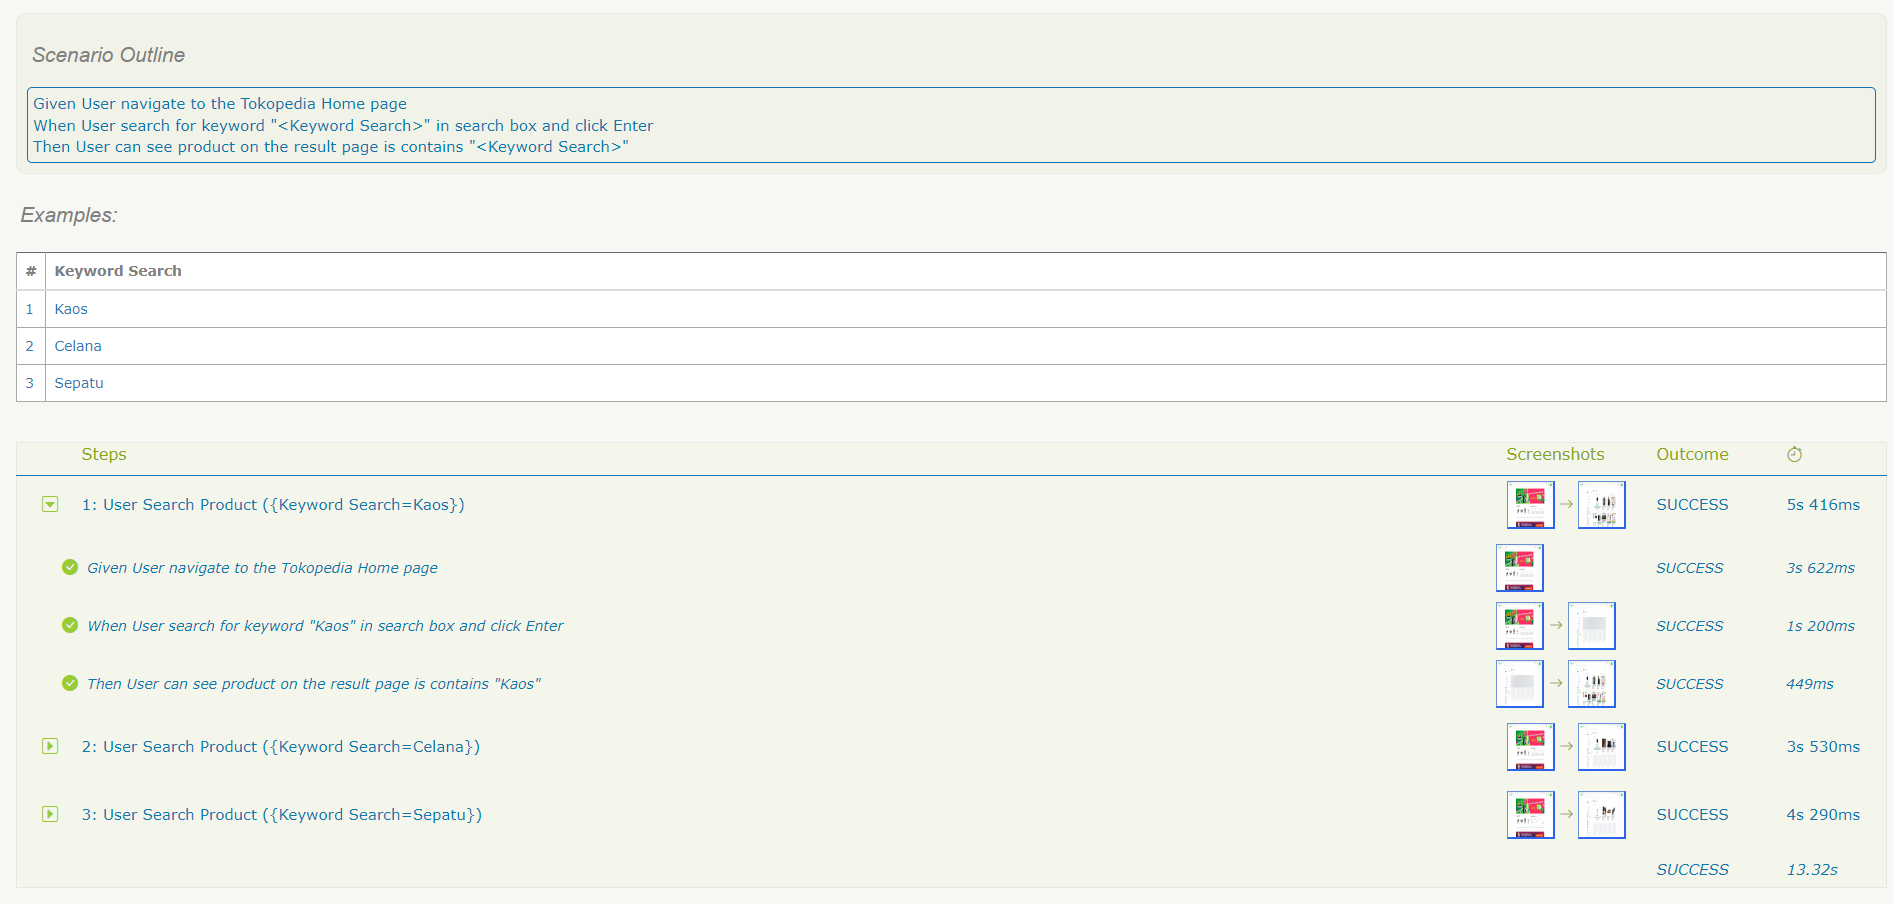 Scenario Outline
Given User navigate to the Tokopedia Home page
When User search for keyword "<Keyword Search>" in search box and click Enter
Then User can see product on the result page is contains "<Keyword Search>"
Examples:
# Keyword Search
1 Kaos
2 Celana
3 Sepatu
Steps Screenshots Outcome
1: User Search Product ({Keyword Search=Kaos}) SUCCESS 5s 416ms
Given User navigate to the Tokopedia Home page SUCCESS 3s 622ms
When User search for keyword "Kaos" in search box and click Enter SUCCESS 1s 200ms
Then User can see product on the result page is contains "Kaos" SUCCESS 449ms
2: User Search Product ({Keyword Search=Celana}) SUCCESS 3s 530ms
3: User Search Product ({Keyword Search=Sepatu}) SUCCESS 4s 290ms
SUCCESS 13.32s